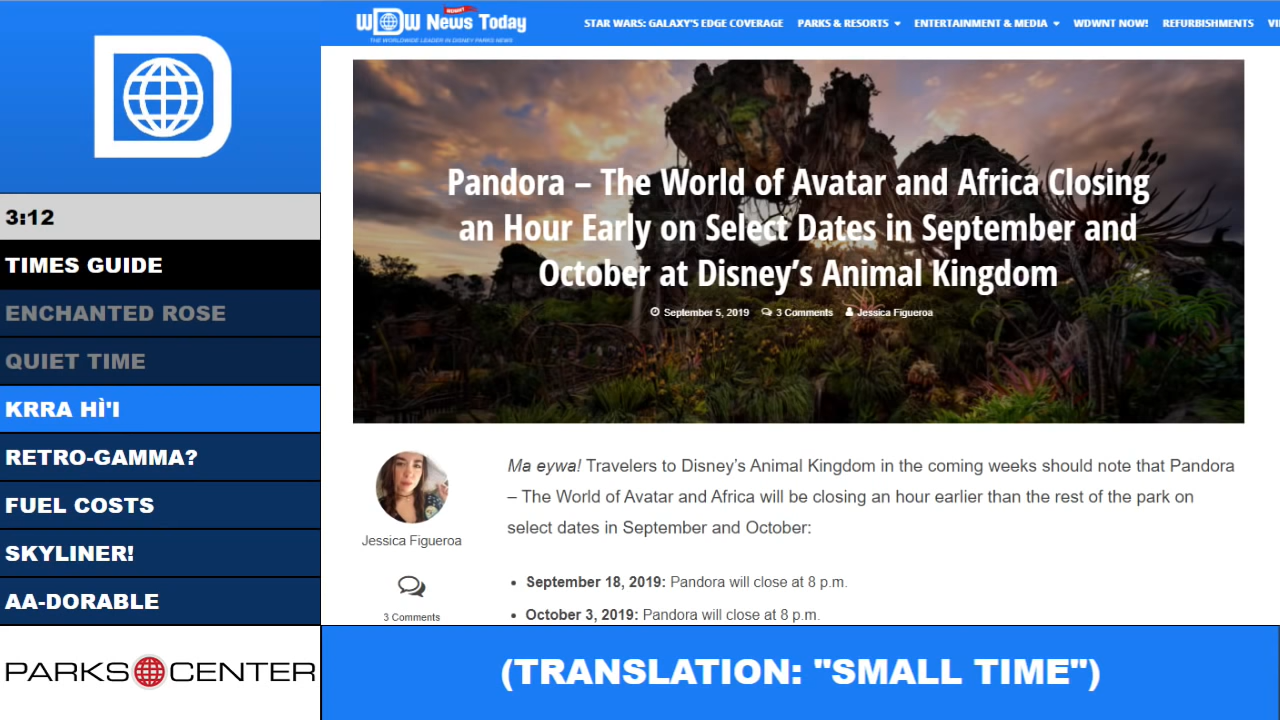 D
3:12
TIMES GUIDE
ENCHANTED ROSE
QUIET TIME
KRRA HÌ'I
RETRO-GAMMA?
FUEL COSTS
SKYLINER!
AA-DORABLE
PARKS CENTER
WDW News Today
THE WORLDWIDE LEADER IN DISNEY PARKS NEWS
STAR WARS: GALAXY'S EDGE COVERAGE PARKS & RESORTS ENTERTAINMENT & MEDIA WDWNT NOW! REFURBISHMENTS
Pandora – The World of Avatar and Africa Closing
an Hour Early on Select Dates in September and
October at Disney’s Animal Kingdom
September 5, 2019 3 Comments Jessica Figueroa
Jessica Figueroa
3 Comments
Ma eywa! Travelers to Disney’s Animal Kingdom in the coming weeks should note that Pandora
– The World of Avatar and Africa will be closing an hour earlier than the rest of the park on
select dates in September and October:
• September 18, 2019: Pandora will close at 8 p.m.
• October 3, 2019: Pandora will close at 8 p.m.
(TRANSLATION: "SMALL TIME")